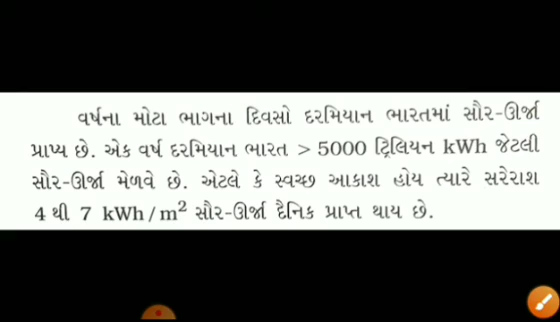 વર્ષના મોટા ભાગના દિવસો દરમિયાન ભારતમાં સૌર-ઊર્જા
પ્રાપ્ય છે. એક વર્ષ દરમિયાન ભારત > 5000 ટ્રિલિયન kWh જેટલી
સૌર-ઊર્જા મેળવે છે. એટલે કે સ્વચ્છ આકાશ હોય ત્યારે સરેરાશ
4 થી 7 kWh/m² સૌર-ઊર્જા દૈનિક પ્રાપ્ત થાય છે.